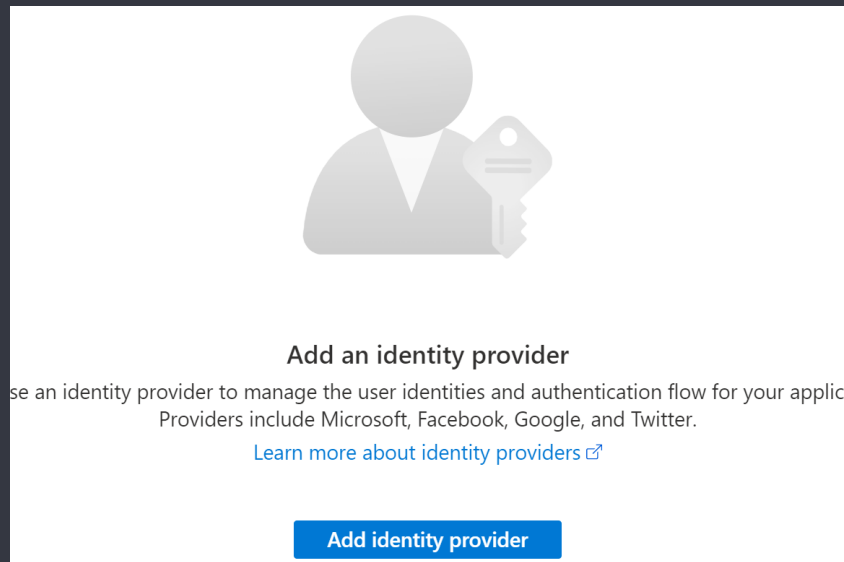 Add an identity provider
se an identity provider to manage the user identities and authentication flow for your applic
Providers include Microsoft, Facebook, Google, and Twitter.
Learn more about identity providers
Add identity provider